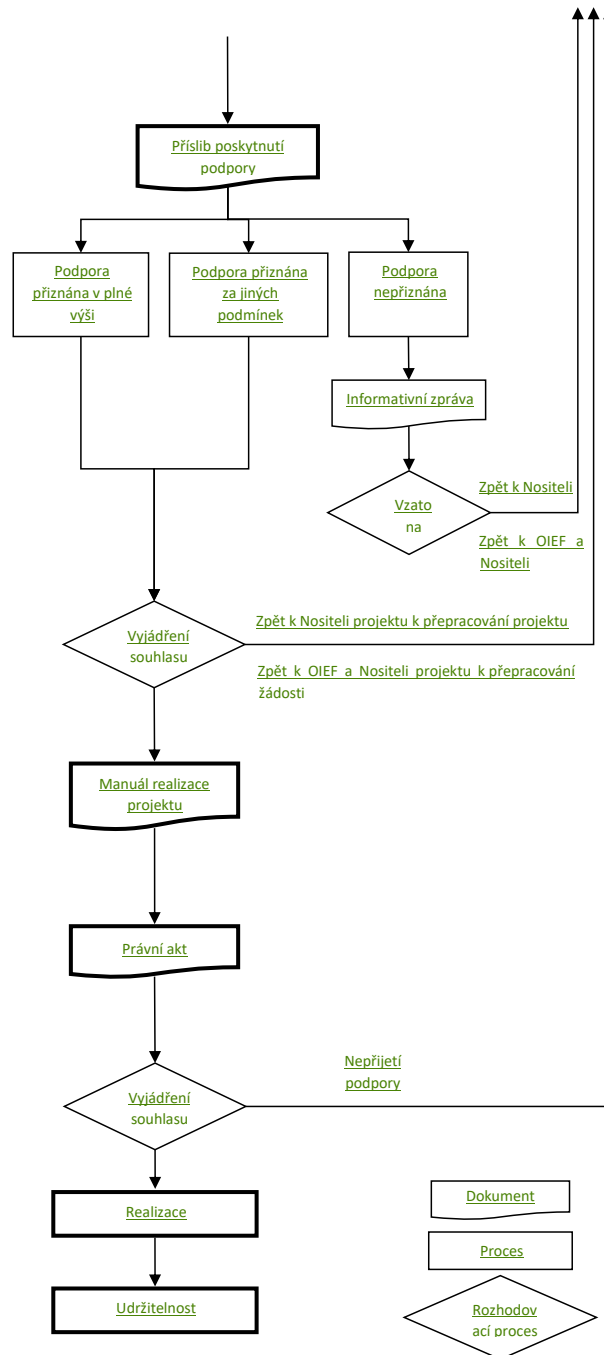 Příslib poskytnutí
podpory
Podpora
přiznána v plné
výši
Podpora přiznána
za jiných
podmínek
Podpora
nepřiznána
Informativní zpráva
Vzato
na
Zpět k Nositeli
Zpět k OIEF a
Nositeli
Vyjádření
souhlasu
Zpět k Nositeli projektu k přepracování projektu
Zpět k OIEF a Nositeli projektu k přepracování
žádosti
Manuál realizace
projektu
Právní akt
Vyjádření
souhlasu
Nepřijetí
podpory
Realizace
Udržitelnost
Dokument
Proces
Rozhodov
ací proces